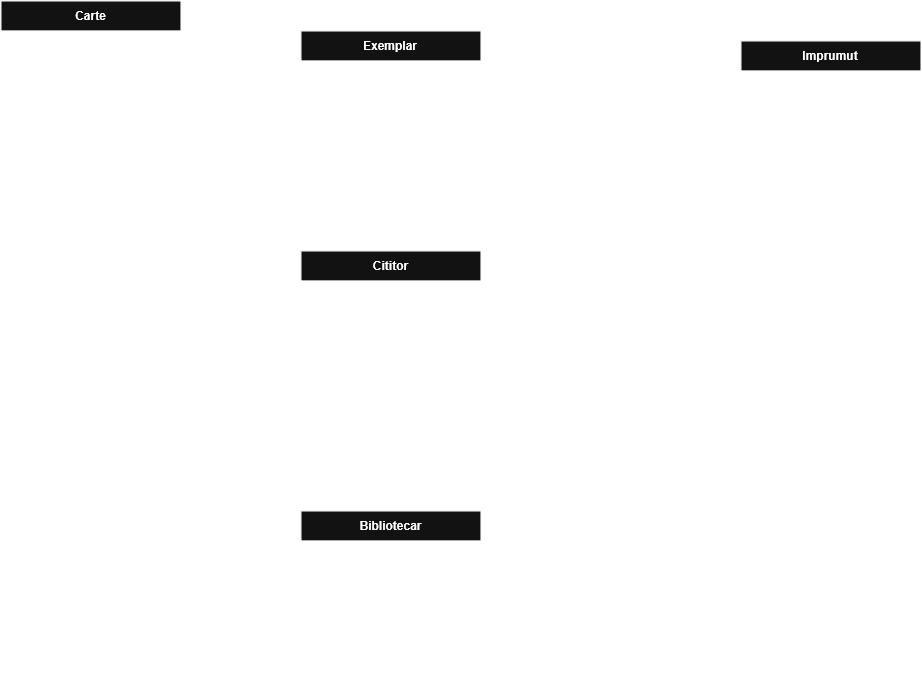 Carte
Exemplar
Imprumut
Cititor
Bibliotecar